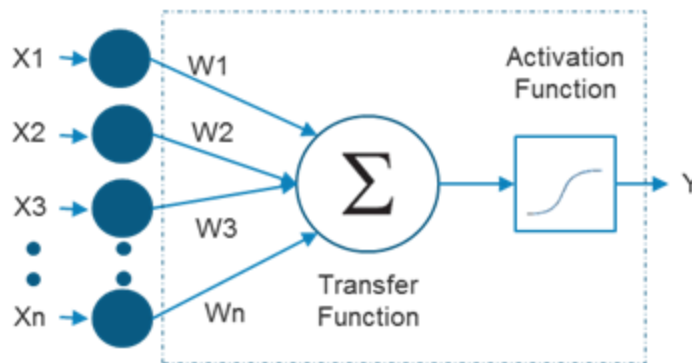 X1
W1
Activation
Function
X2
W2
Σ
Y
X3
W3
Transfer
Function
Xn
Wn